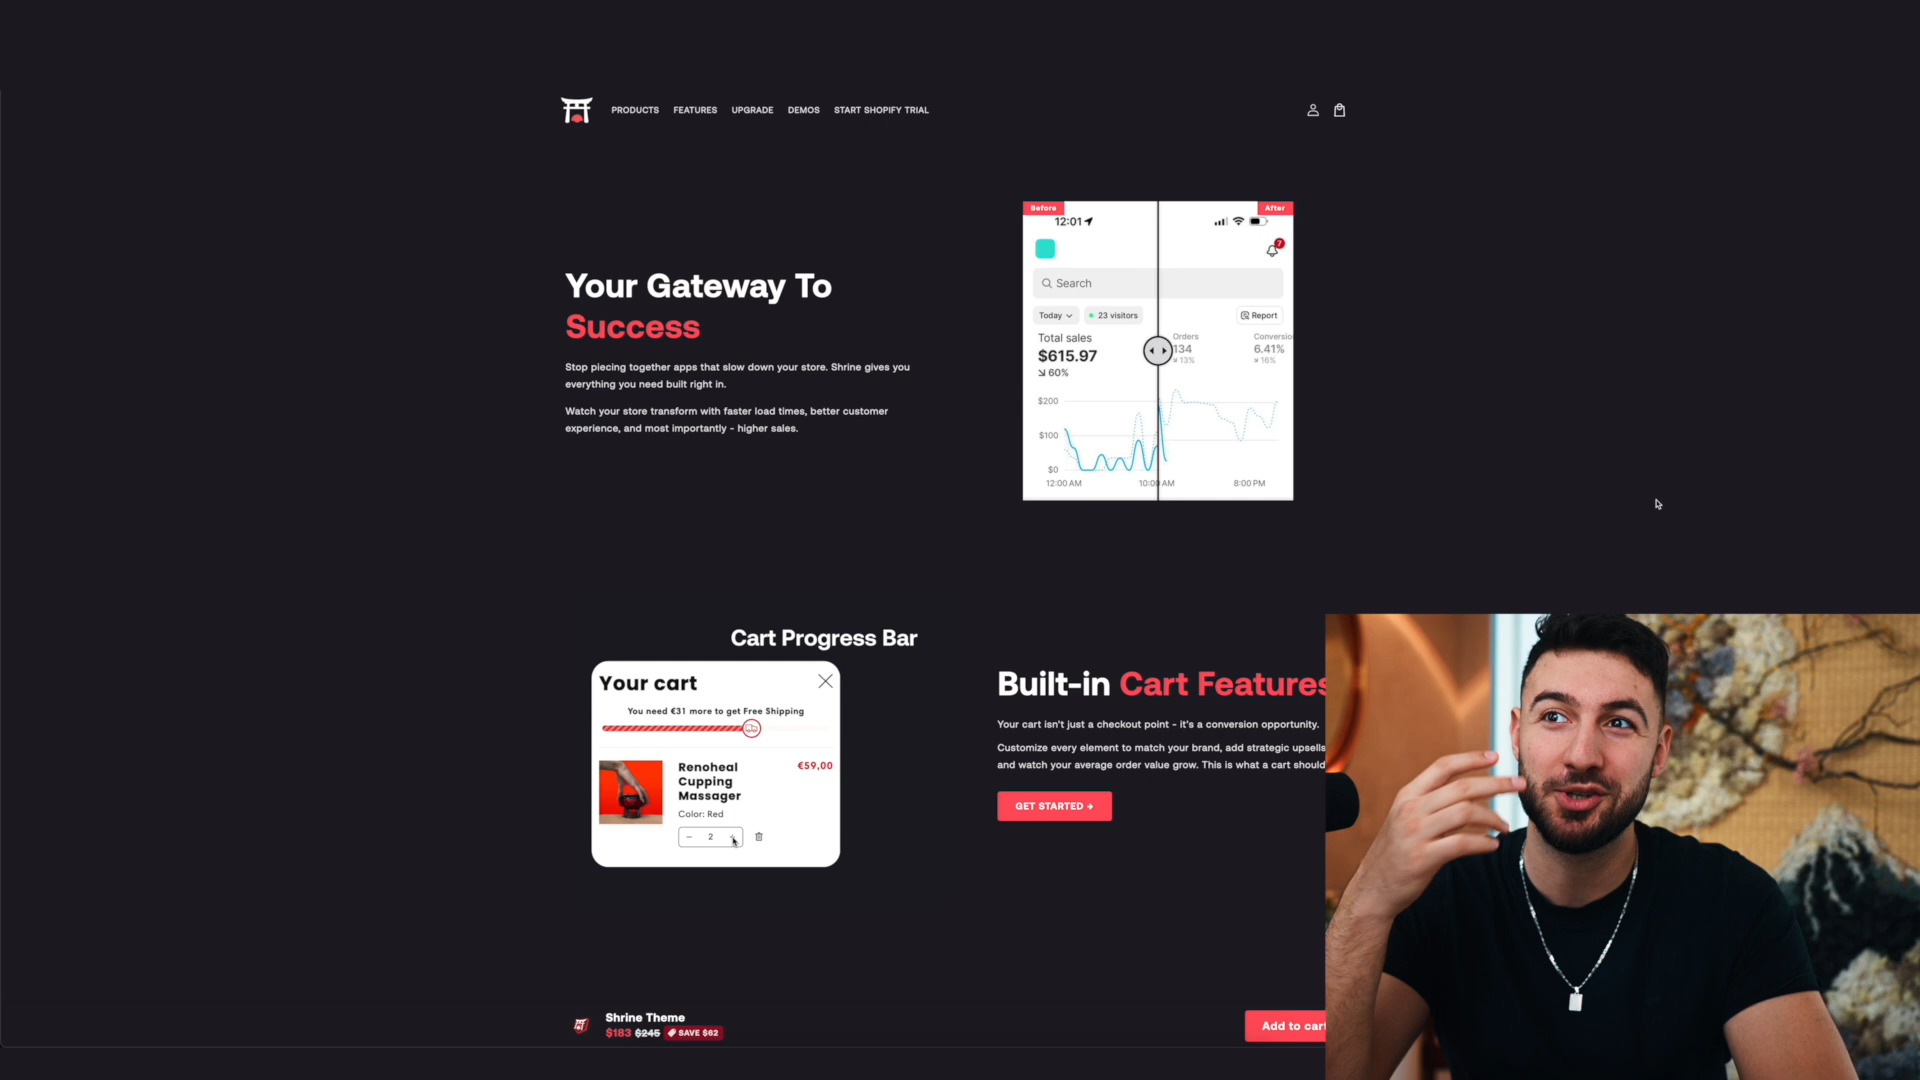 PRODUCTS FEATURES UPGRADE DEMOS START SHOPIFY TRIAL
Your Gateway To
Success
Stop piecing together apps that slow down your store. Shrine gives you
everything you need built right in.
Watch your store transform with faster load times, better customer
experience, and most importantly - higher sales.
Before
After
12:01
7
Search
Today
23 visitors
Report
Total sales
$615.97
60%
Orders
134
13%
Conversio
6.41%
16%
$200
$100
$0
12:00 AM
10:00 AM
8:00 PM
Cart Progress Bar
Your cart
You need €31 more to get Free Shipping
Renoheal
Cupping
Massager
€59,00
Color: Red
− 2
Built-in Cart Features
Your cart isn't just a checkout point - it's a conversion opportunity.
Customize every element to match your brand, add strategic upsells
and watch your average order value grow. This is what a cart should
GET STARTED →
Shrine Theme
$183 $245 SAVE $62
Add to cart